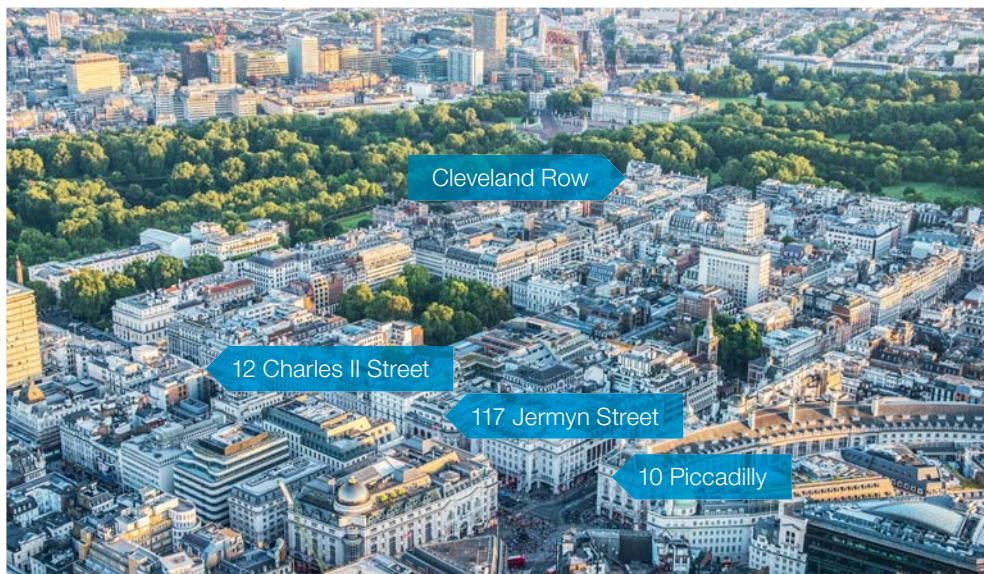 Cleveland Row
12 Charles II Street
117 Jermyn Street
10 Piccadilly